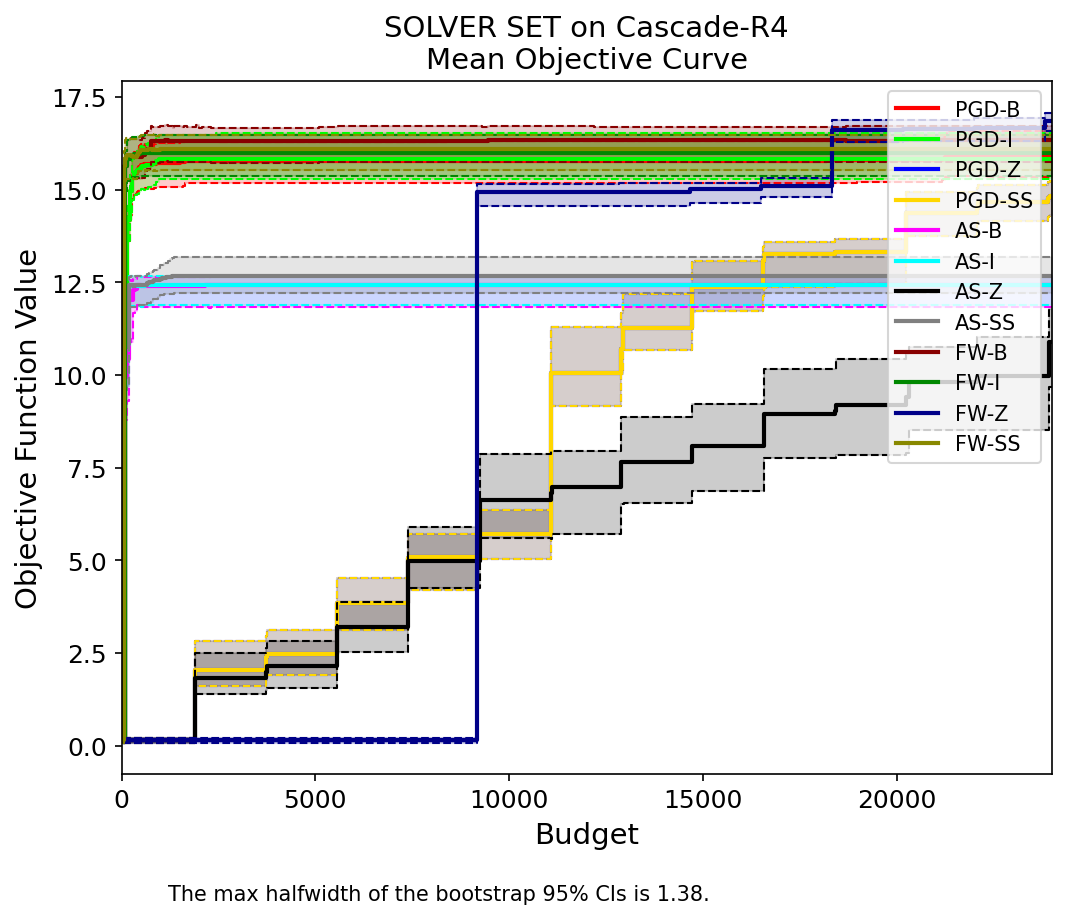 SOLVER SET on Cascade-R4
Mean Objective Curve
Objective Function Value
17.5
15.0
12.5
10.0
7.5
5.0
2.5
0.0
0
5000
10000
15000
20000
Budget
PGD-B
PGD-I
PGD-Z
PGD-SS
AS-B
AS-I
AS-Z
AS-SS
FW-B
FW-I
FW-Z
FW-SS
The max halfwidth of the bootstrap 95% CIs is 1.38.